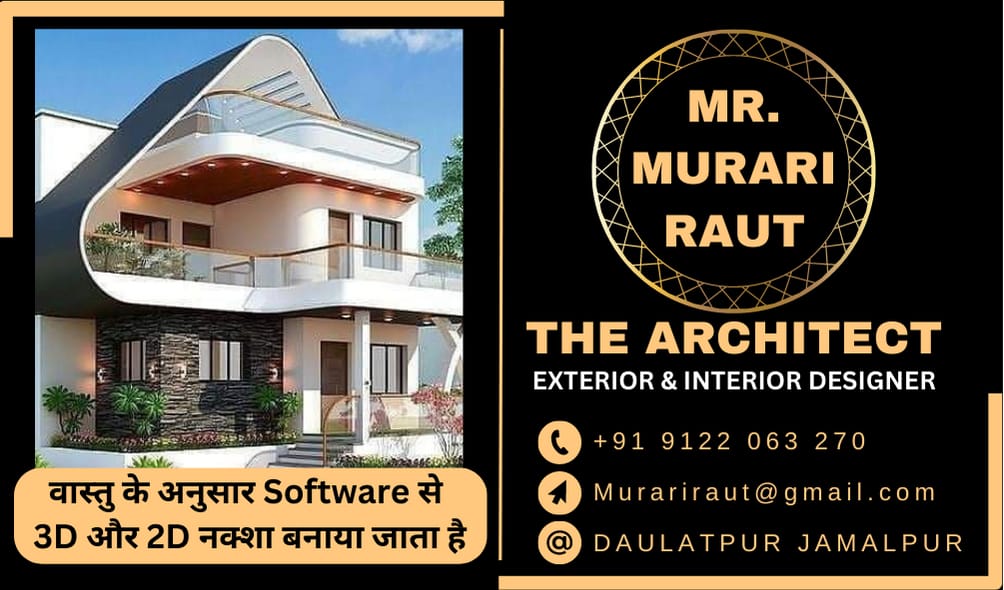 MR.
MURARI
RAUT
THE ARCHITECT
EXTERIOR & INTERIOR DESIGNER
+91 9122 063 270
Murariraut@gmail.com
DAULATPUR JAMALPUR
वास्तु के अनुसार Software से
3D और 2D नक्शा बनाया जाता है